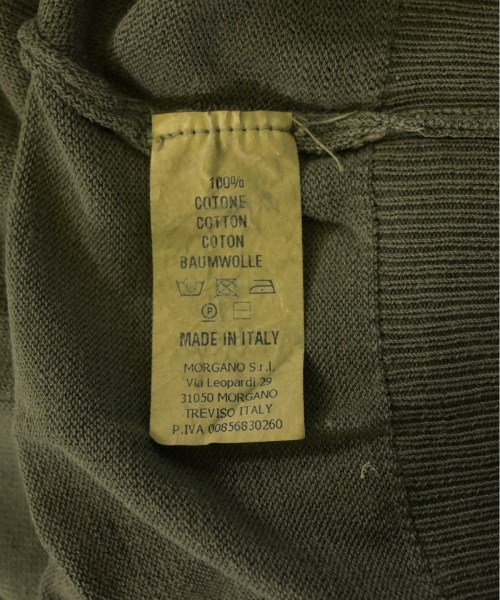 100%
COTONE
COTTON
COTON
BAUMWOLLE
P
MADE IN ITALY
MORGANO S.r.l.
Via Leopardi 29
31050 MORGANO
TREVISO ITALY
P.IVA 00856830260